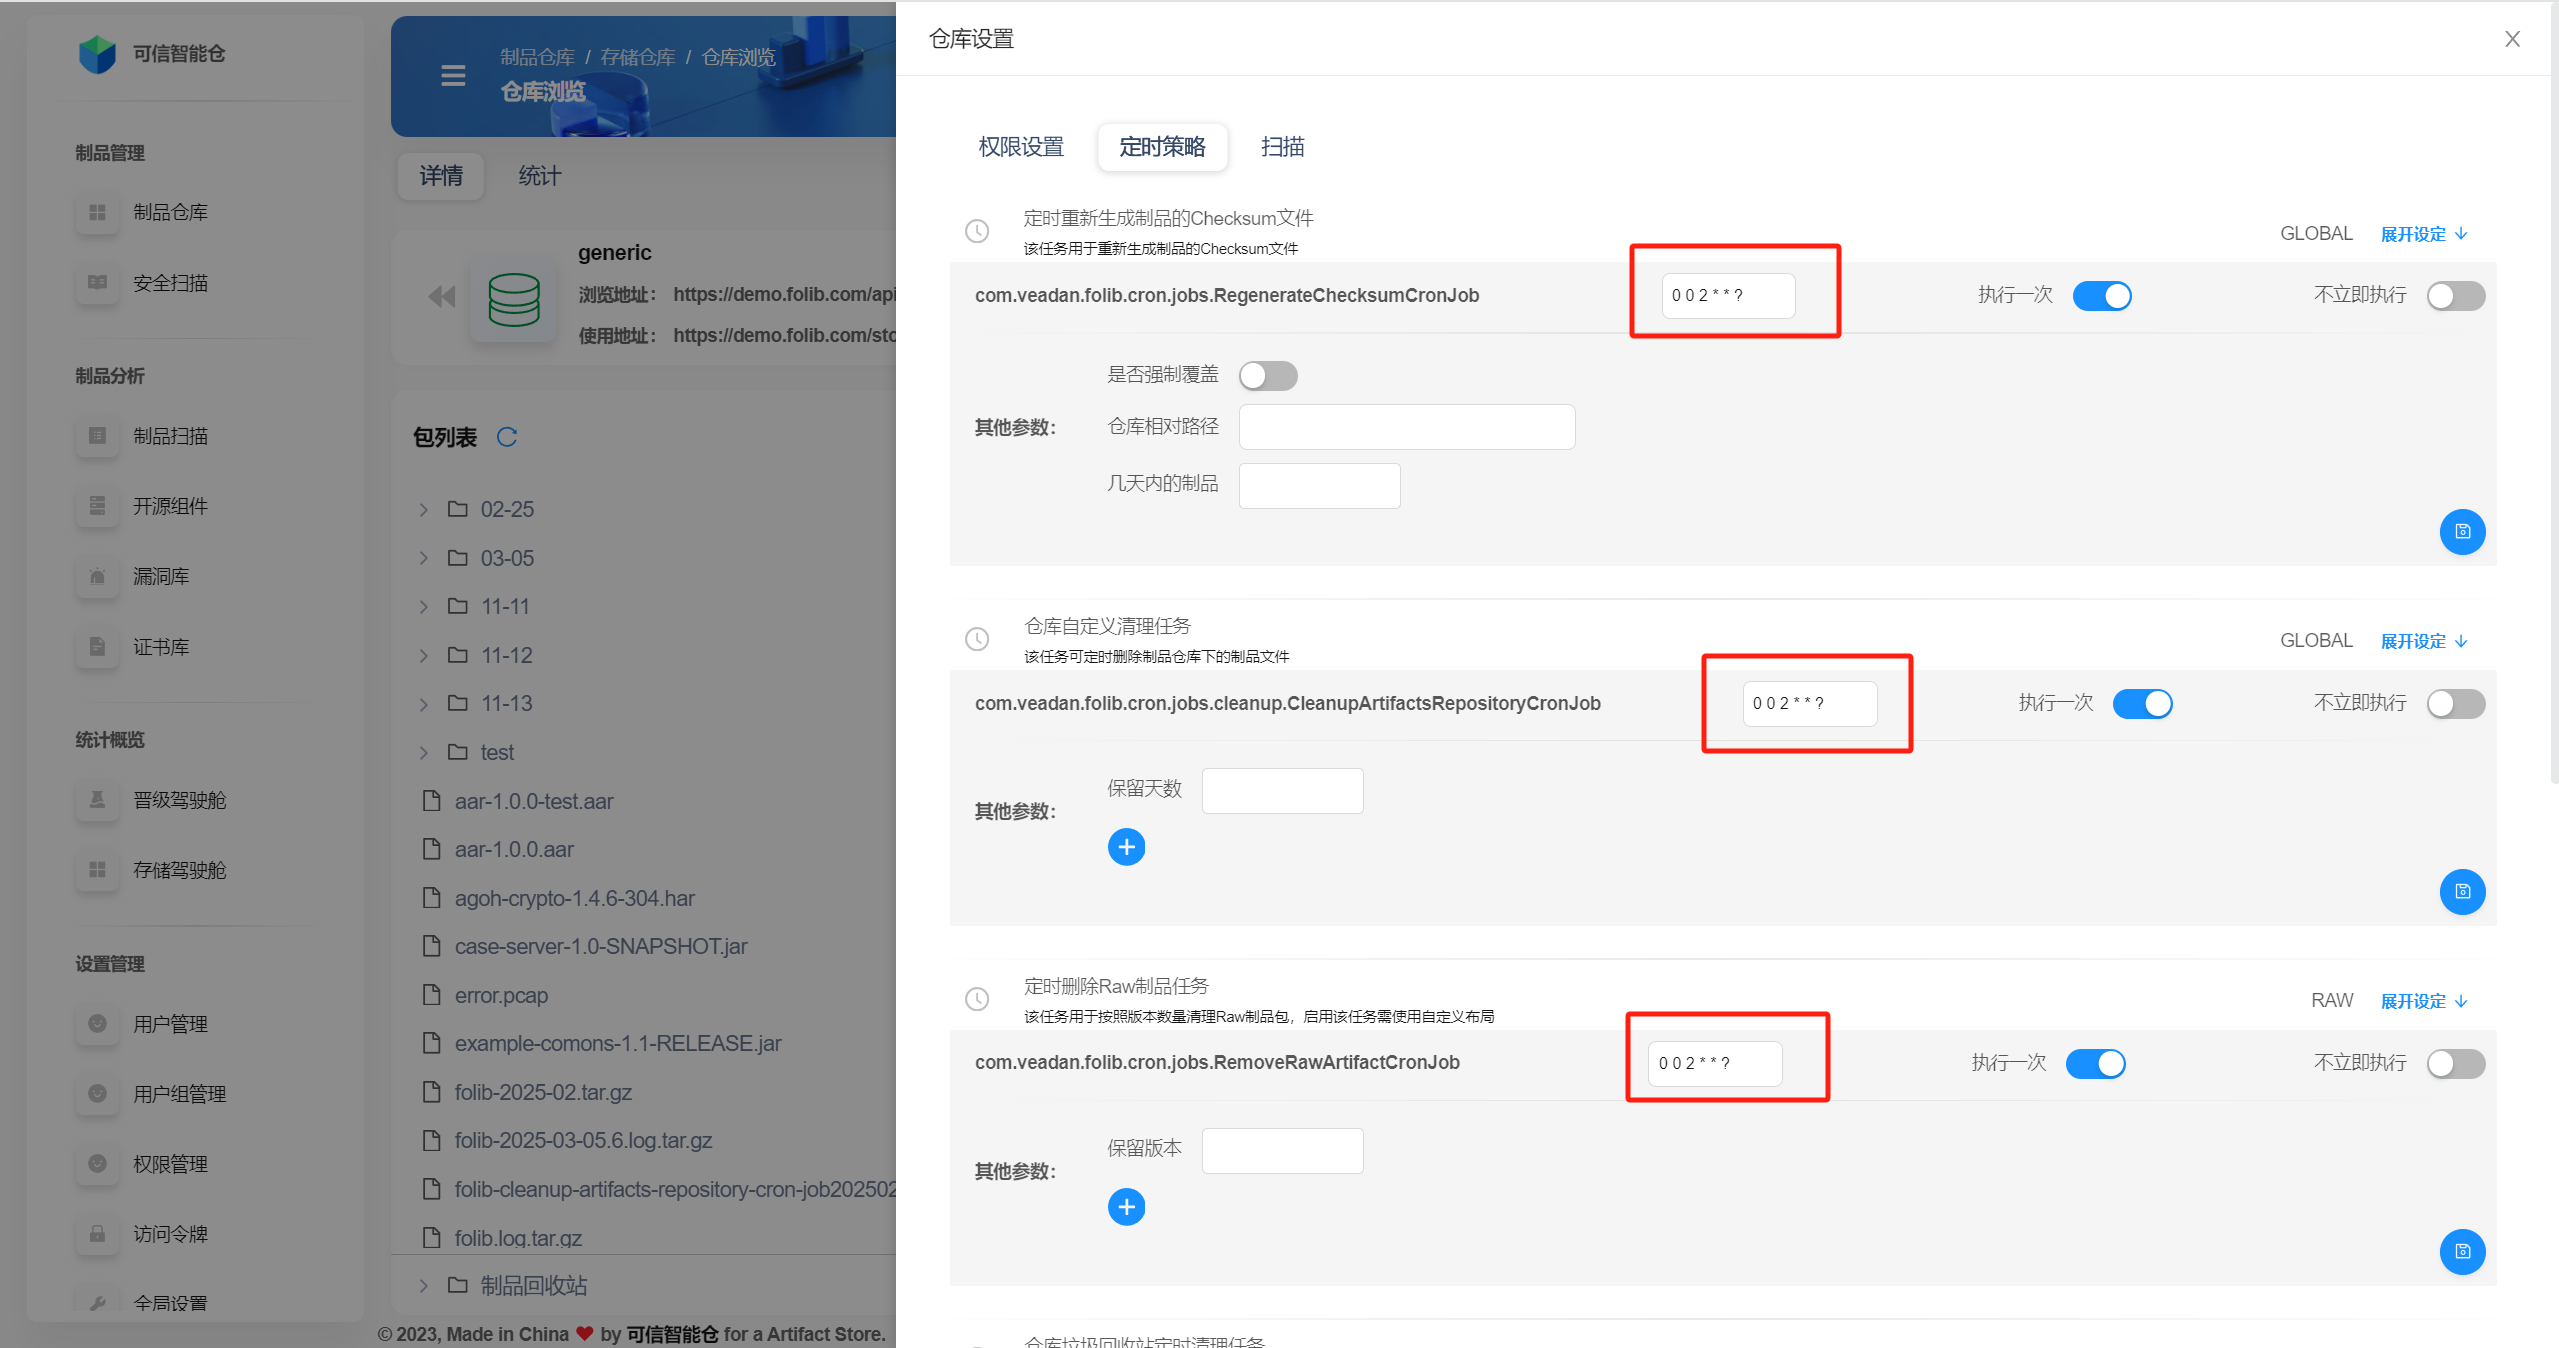 可信智能仓
制品管理
制品仓库
安全扫描
制品分析
制品扫描
开源组件
漏洞库
证书库
统计概览
晋级驾驶舱
存储驾驶舱
设置管理
用户管理
用户组管理
权限管理
访问令牌
全局设置
制品仓库 / 存储仓库 / 仓库浏览
仓库浏览
详情 统计
generic
浏览地址： https://demo.folib.com/api
使用地址： https://demo.folib.com/sto
包列表
02-25
03-05
11-11
11-12
11-13
test
aar-1.0.0-test.aar
aar-1.0.0.aar
agoh-crypto-1.4.6-304.har
case-server-1.0-SNAPSHOT.jar
error.pcap
example-comons-1.1-RELEASE.jar
folib-2025-02.tar.gz
folib-2025-03-05.6.log.tar.gz
folib-cleanup-artifacts-repository-cron-job202502
folib.log.tar.gz
制品回收站
© 2023, Made in China ❤ by 可信智能仓 for a Artifact Store.
仓库设置
权限设置 定时策略 扫描
定时重新生成制品的Checksum文件
该任务用于重新生成制品的Checksum文件
GLOBAL 展开设定
com.veadan.folib.cron.jobs.RegenerateChecksumCronJob 0 0 2 * * ? 执行一次 不立即执行
是否强制覆盖
其他参数： 仓库相对路径
几天内的制品
仓库自定义清理任务
该任务可定时删除制品仓库下的制品文件
GLOBAL 展开设定
com.veadan.folib.cron.jobs.cleanup.CleanupArtifactsRepositoryCronJob 0 0 2 * * ? 执行一次 不立即执行
保留天数
其他参数：
定时删除Raw制品任务
该任务用于按照版本数量清理Raw制品包，启用该任务需使用自定义布局
RAW 展开设定
com.veadan.folib.cron.jobs.RemoveRawArtifactCronJob 0 0 2 * * ? 执行一次 不立即执行
保留版本
其他参数：
仓库垃圾回收站定时清理任务